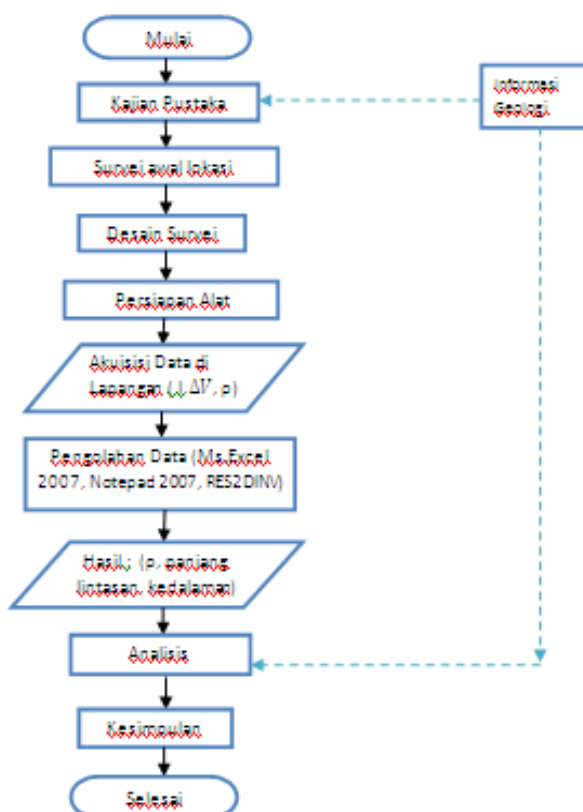 Mulai
Kajian Pustaka
Informasi
Geologi
Survei awal lokasi
Desain Survei
Persiapan Alat
Akuisisi Data di
Lapangan ( I, ΔV, ρ)
Pengolahan Data (Ms.Excel
2007, Notepad 2007, RES2DINV)
Hasil : (ρ, panjang
lintasan, kedalaman)
Analisis
Kesimpulan
Selesai